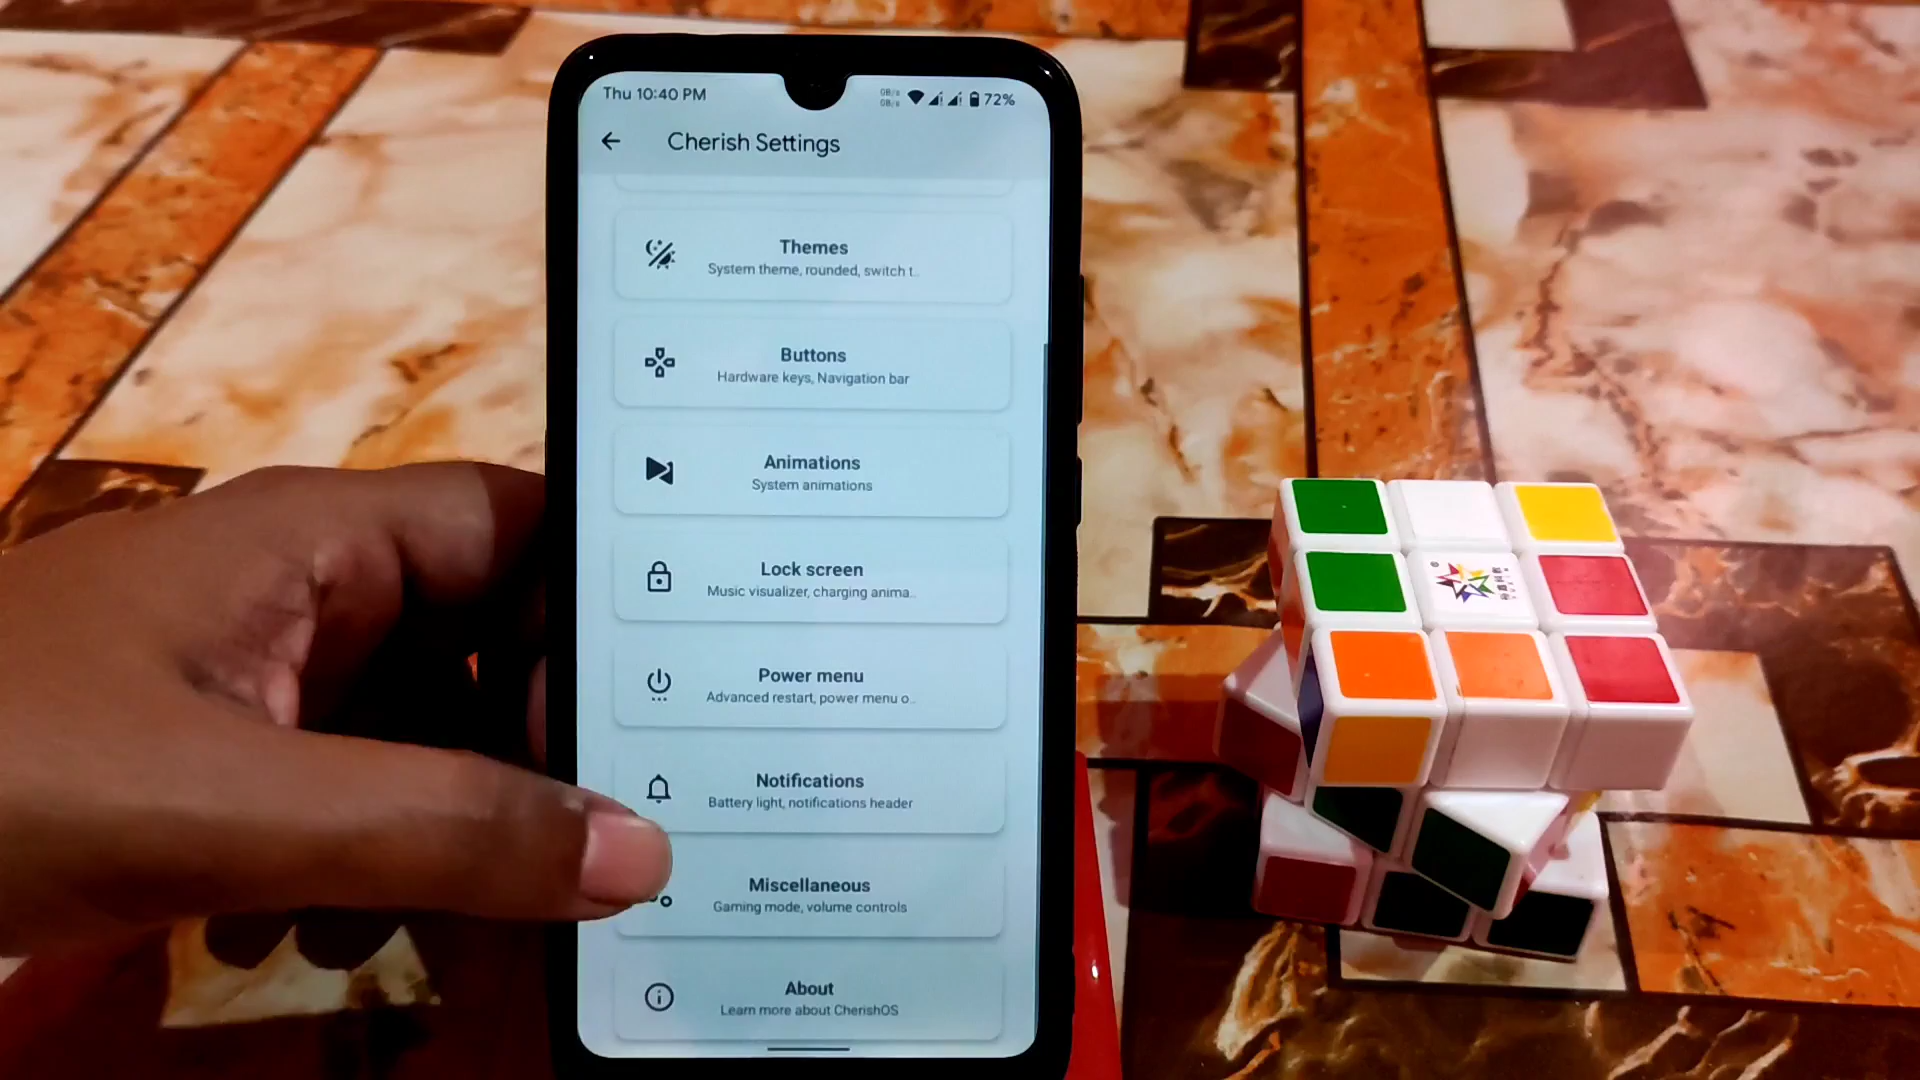 Thu 10:40 PM
72%
Cherish Settings
Themes
System theme, rounded, switch t..
Buttons
Hardware keys, Navigation bar
Animations
System animations
Lock screen
Music visualizer, charging anima..
Power menu
Advanced restart, power menu o..
Notifications
Battery light, notifications header
Miscellaneous
Gaming mode, volume controls
About
Learn more about CherishOS